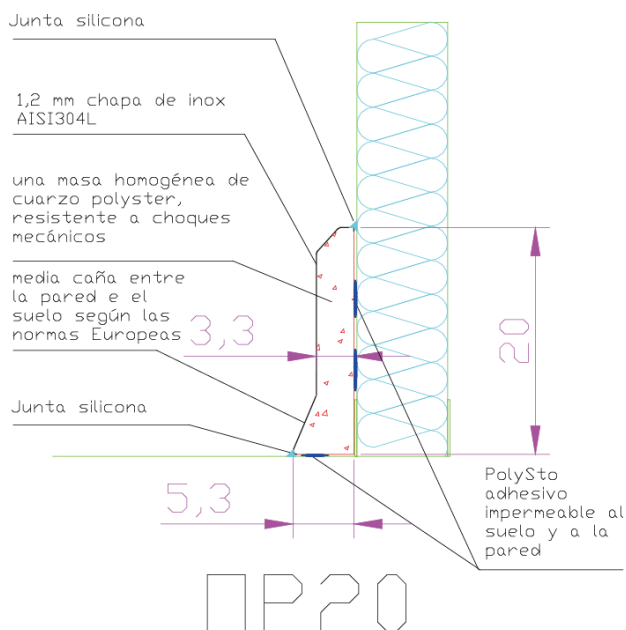 Junta silicona
1,2 mm chapa de inox
AISI304L
una masa homogénea de
cuarzo polyster,
resistente a choques
mecánicos
media caña entre
la pared e el
suelo según las
normas Europeas
3,3
20
Junta silicona
5,3
PolySto
adhesivo
impermeable al
suelo y a la
pared
ПР20